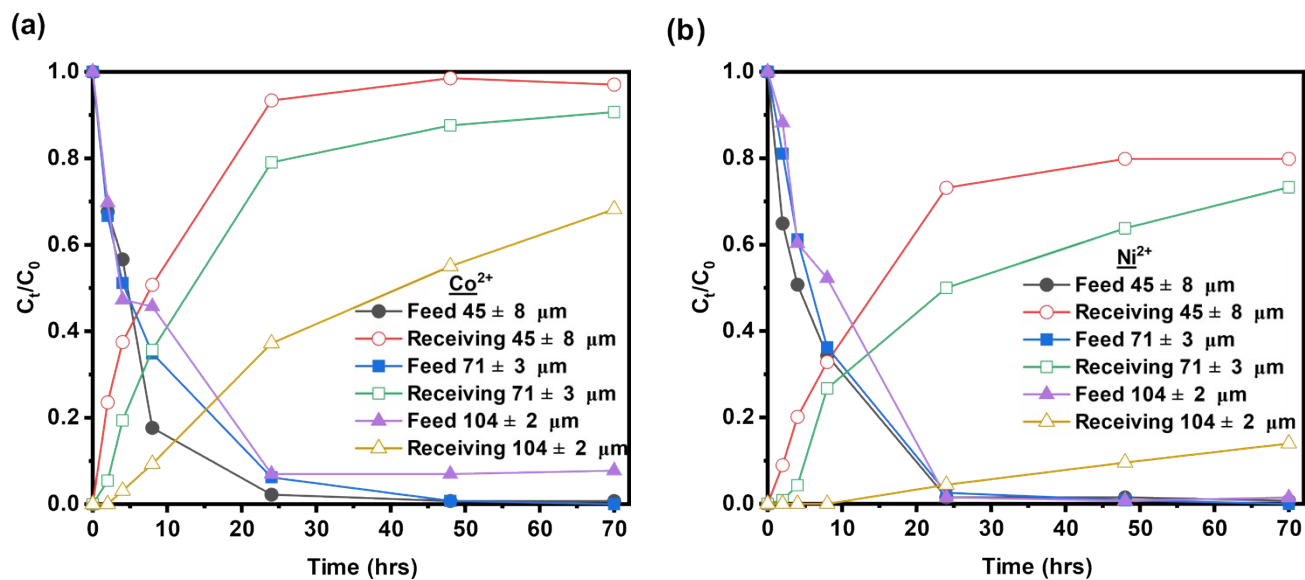 (a)
1.0
0.8
0.6
0.4
0.2
0.0
Ct/C0
Co²⁺
Feed 45 ± 8 µm
Receiving 45 ± 8 µm
Feed 71 ± 3 µm
Receiving 71 ± 3 µm
Feed 104 ± 2 µm
Receiving 104 ± 2 µm
0 10 20 30 40 50 60 70
Time (hrs)
(b)
1.0
0.8
0.6
0.4
0.2
0.0
Ct/C0
Ni²⁺
Feed 45 ± 8 µm
Receiving 45 ± 8 µm
Feed 71 ± 3 µm
Receiving 71 ± 3 µm
Feed 104 ± 2 µm
Receiving 104 ± 2 µm
0 10 20 30 40 50 60 70
Time (hrs)